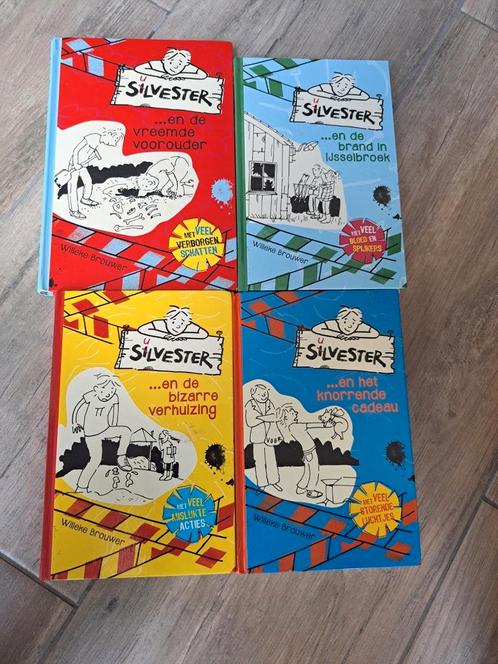 SiLVESTER
u
...en de
vreemde
voorouder
MET VEEL
VERBORGEN
SCHATTEN
Willeke Brouwer
SiLVESTER
u
...en de
brand in
IJsselbroek
MET VEEL
BLOED EN
SPIJKERS
Willeke Brouwer
SiLVESTER
u
...en de
bizarre
verhuizing
MET VEEL
MISLUKTE
ACTIES
Willeke Brouwer
SiLVESTER
u
...en het
knorrende
cadeau
MET VEEL
STORENDE
LUCHTJES
Willeke Brouwer